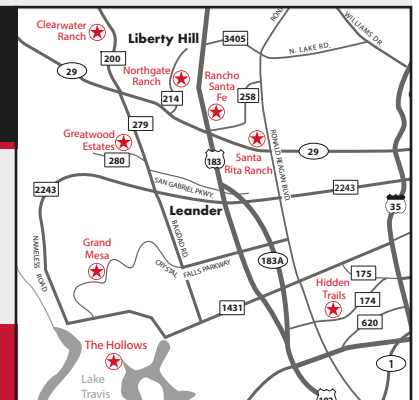 Clearwater
Ranch
Liberty Hill
3405
RON
WILLIAMS DR.
N. LAKE RD.
200
29
Northgate
Ranch
Rancho
Santa
Fe
214
258
279
Greatwood
Estates
280
183
Santa
Rita Ranch
RONALD REAGAN BLVD.
29
SAN GABRIEL PKWY.
2243
2243
35
Leander
NAMELESS ROAD
BAGDAD RD.
Grand
Mesa
CRYSTAL FALLS PARKWAY
183A
175
Hidden
Trails
174
1431
620
The Hollows
1
Lake
Travis
183